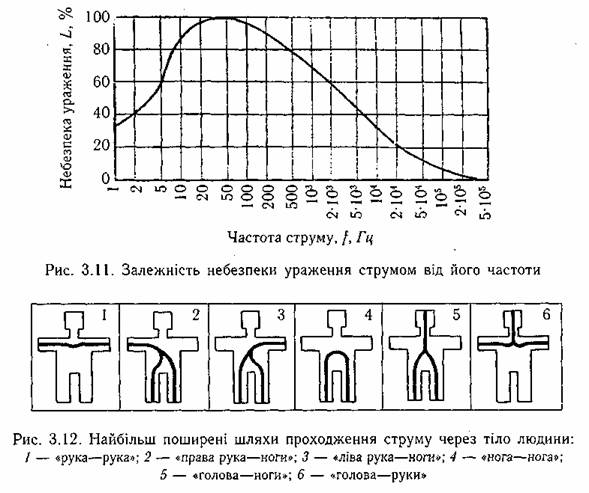 Небезпека ураження, L, %
100
80
60
40
20
0
1 2 5 10 20 50 100 200 500 10³ 2·10³ 5·10³ 10⁴ 2·10⁴ 5·10⁴ 10⁵ 2·10⁵ 5·10⁵
Частота струму, f, Гц
Рис. 3.11. Залежність небезпеки ураження струмом від його частоти
1 2 3 4 5 6
Рис. 3.12. Найбільш поширені шляхи проходження струму через тіло людини:
1 — «рука—рука»; 2 — «права рука—ноги»; 3 — «ліва рука—ноги»; 4 — «нога—нога»;
5 — «голова—ноги»; 6 — «голова—руки»